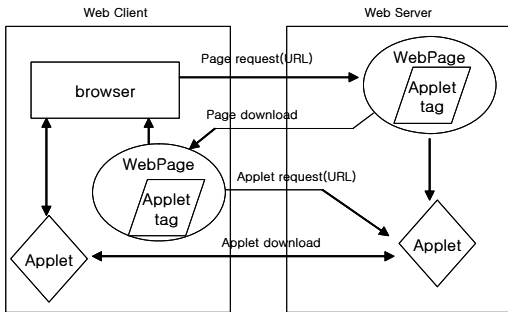 Web Client
Web Server
Page request(URL)
WebPage
Applet
tag
browser
Page download
WebPage
Applet
tag
Applet request(URL)
Applet
Applet download
Applet